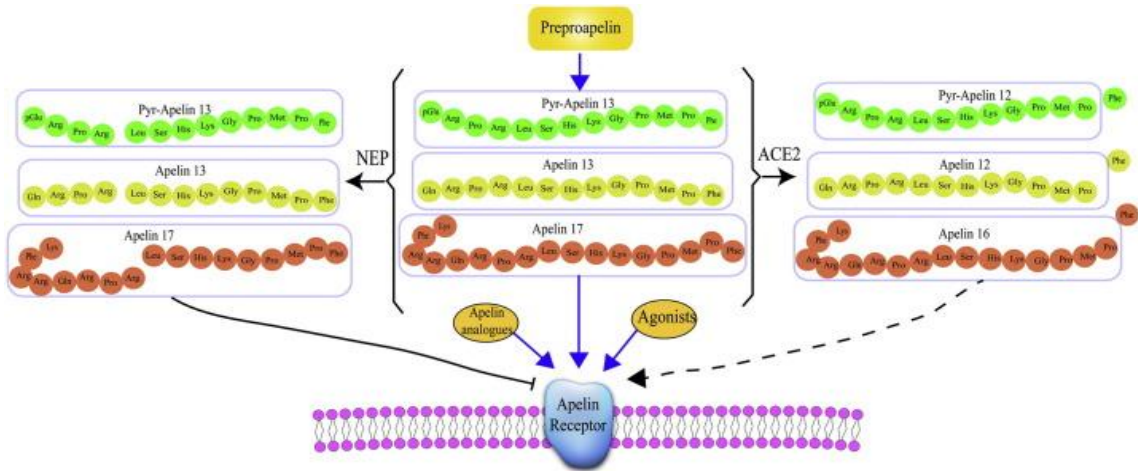 Preproapelin
Pyr-Apelin 13
pGlu Arg Pro Arg Leu Ser His Lys Gly Pro Met Pro Phe
Apelin 13
Gln Arg Pro Arg Leu Ser His Lys Gly Pro Met Pro Phe
Apelin 17
Lys Phe Arg Arg Gln Arg Pro Arg Leu Ser His Lys Gly Pro Met Pro Phe
NEP
Pyr-Apelin 13
pGlu Arg Pro Arg Leu Ser His Lys Gly Pro Met Pro Phe
Apelin 13
Gln Arg Pro Arg Leu Ser His Lys Gly Pro Met Pro Phe
Apelin 17
Lys Phe Arg Arg Gln Arg Pro Arg Leu Ser His Lys Gly Pro Met Pro Phe
ACE2
Pyr-Apelin 12
pGlu Arg Pro Arg Leu Ser His Lys Gly Pro Met Pro Phe
Apelin 12
Gln Arg Pro Arg Leu Ser His Lys Gly Pro Met Pro Phe
Apelin 16
Lys Phe Arg Arg Gln Arg Pro Arg Leu Ser His Lys Gly Pro Met Pro Phe
Apelin
analogues
Agonists
Apelin
Receptor